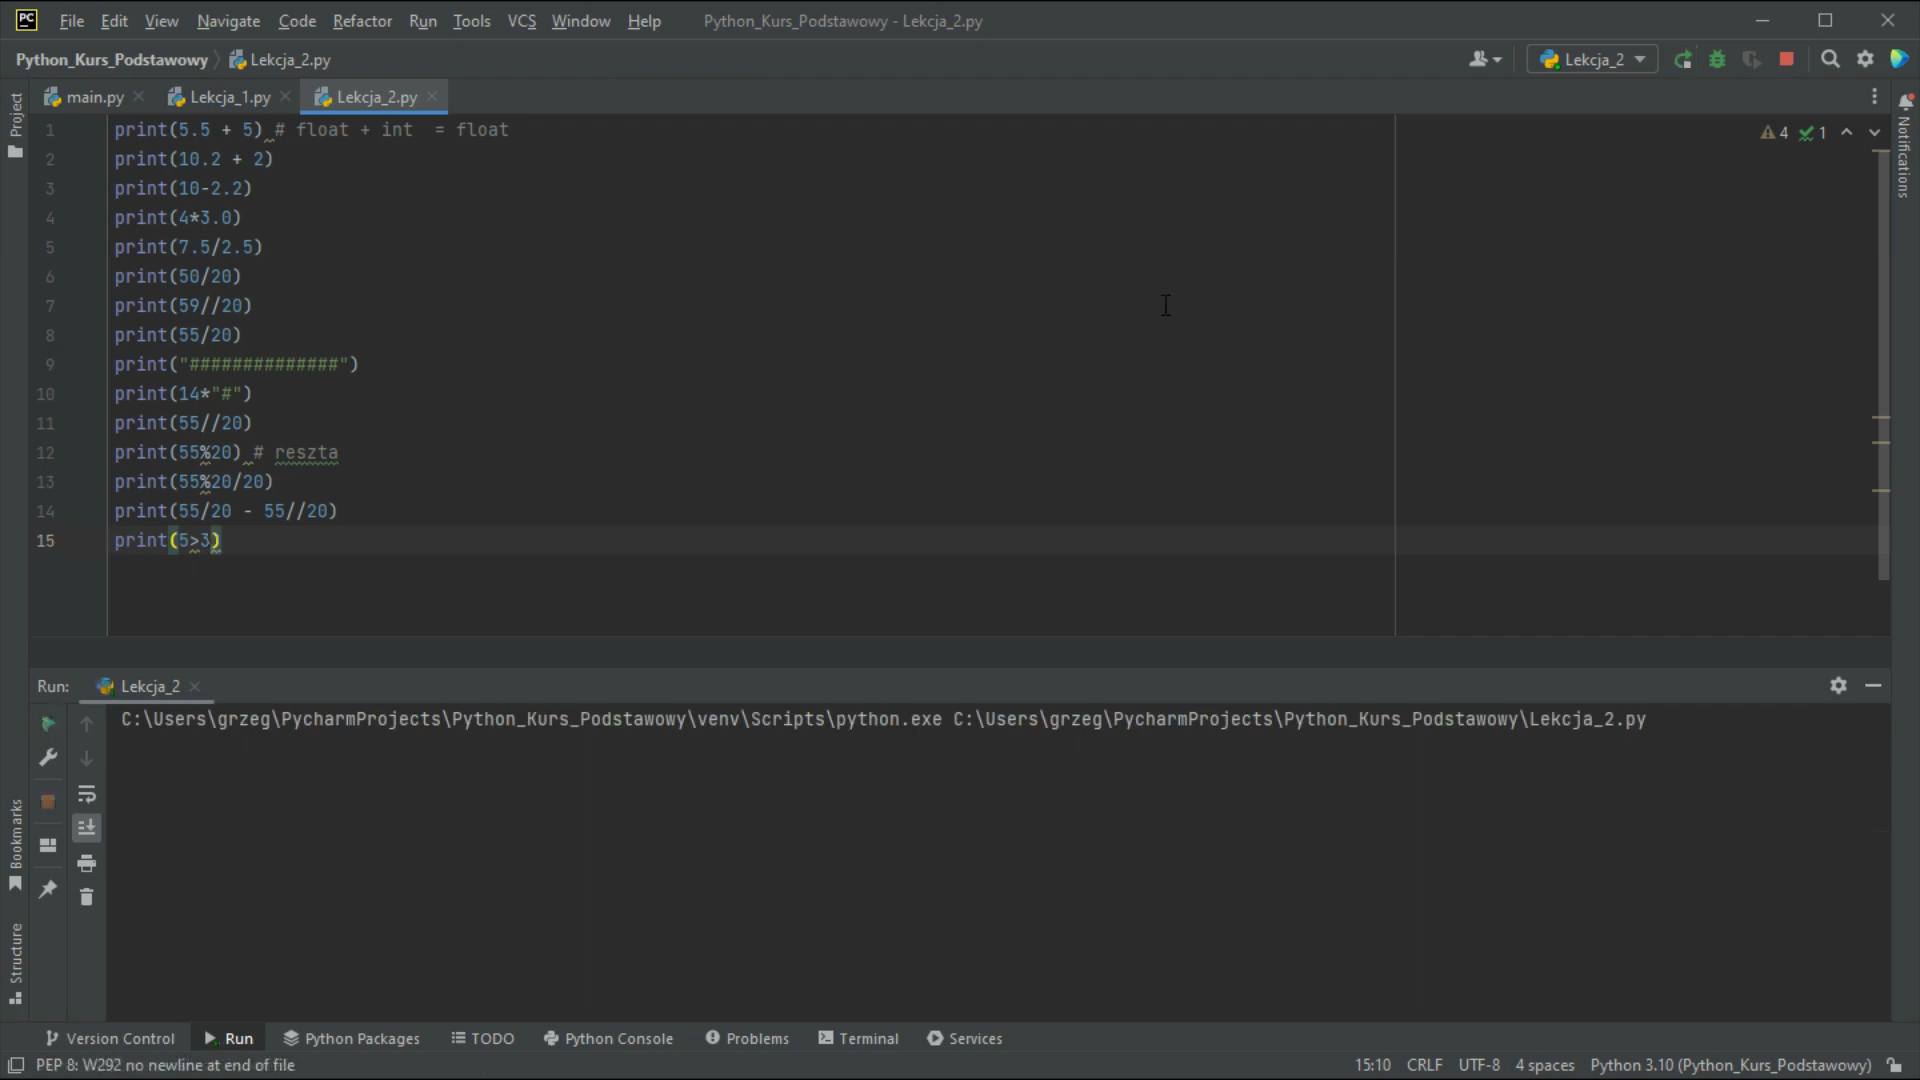 PC File Edit View Navigate Code Refactor Run Tools VCS Window Help Python_Kurs_Podstawowy - Lekcja_2.py
Python_Kurs_Podstawowy Lekcja_2.py Lekcja_2
Project main.py Lekcja_1.py Lekcja_2.py
Notifications
4 1
1 print(5.5 + 5) # float + int  = float
2 print(10.2 + 2)
3 print(10-2.2)
4 print(4*3.0)
5 print(7.5/2.5)
6 print(50/20)
7 print(59//20)
8 print(55/20)
9 print("##############")
10 print(14*"#")
11 print(55//20)
12 print(55%20) # reszta
13 print(55%20/20)
14 print(55/20 - 55//20)
15 print(5>3)
Run: Lekcja_2
C:\Users\grzeg\PycharmProjects\Python_Kurs_Podstawowy\venv\Scripts\python.exe C:\Users\grzeg\PycharmProjects\Python_Kurs_Podstawowy\Lekcja_2.py
Bookmarks
Structure
Version Control Run Python Packages TODO Python Console Problems Terminal Services
PEP 8: W292 no newline at end of file 15:10 CRLF UTF-8 4 spaces Python 3.10 (Python_Kurs_Podstawowy)